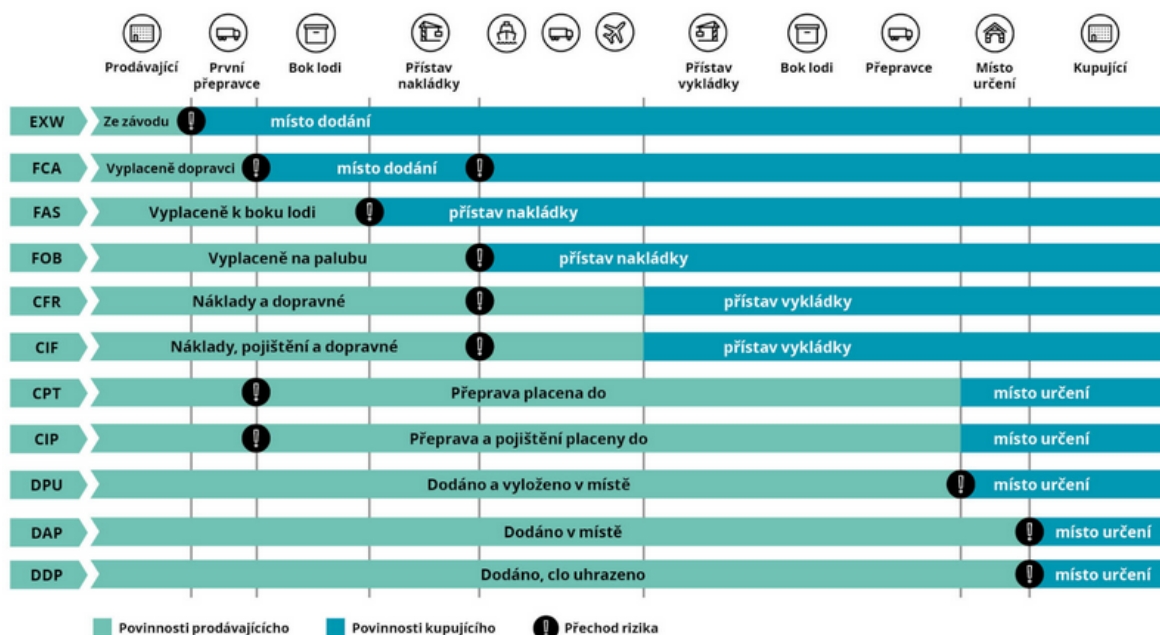 Prodávající
První přepravce
Bok lodi
Přístav nakládky
Přístav vykládky
Bok lodi
Přepravce
Místo určení
Kupující
EXW Ze závodu místo dodání
FCA Vyplaceně dopravci místo dodání
FAS Vyplaceně k boku lodi přístav nakládky
FOB Vyplaceně na palubu přístav nakládky
CFR Náklady a dopravné přístav vykládky
CIF Náklady, pojištění a dopravné přístav vykládky
CPT Přeprava placena do místo určení
CIP Přeprava a pojištění placeny do místo určení
DPU Dodáno a vyloženo v místě místo určení
DAP Dodáno v místě místo určení
DDP Dodáno, clo uhrazeno místo určení
Povinnosti prodávajícícho Povinnosti kupujícího Přechod rizika